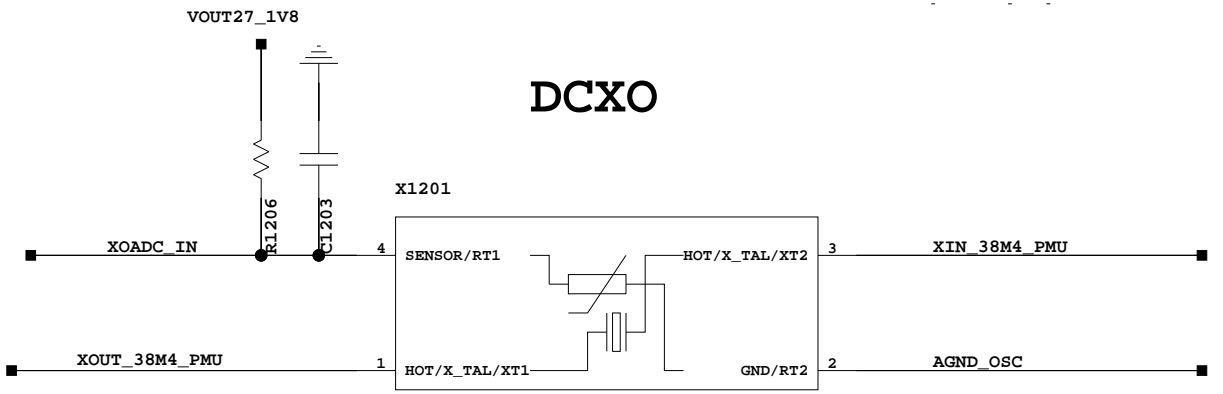 VOUT27_1V8
DCXO
X1201
R1206
C1203
XOADC_IN
4
SENSOR/RT1
HOT/X_TAL/XT2
3
XIN_38M4_PMU
XOUT_38M4_PMU
1
HOT/X_TAL/XT1
GND/RT2
2
AGND_OSC